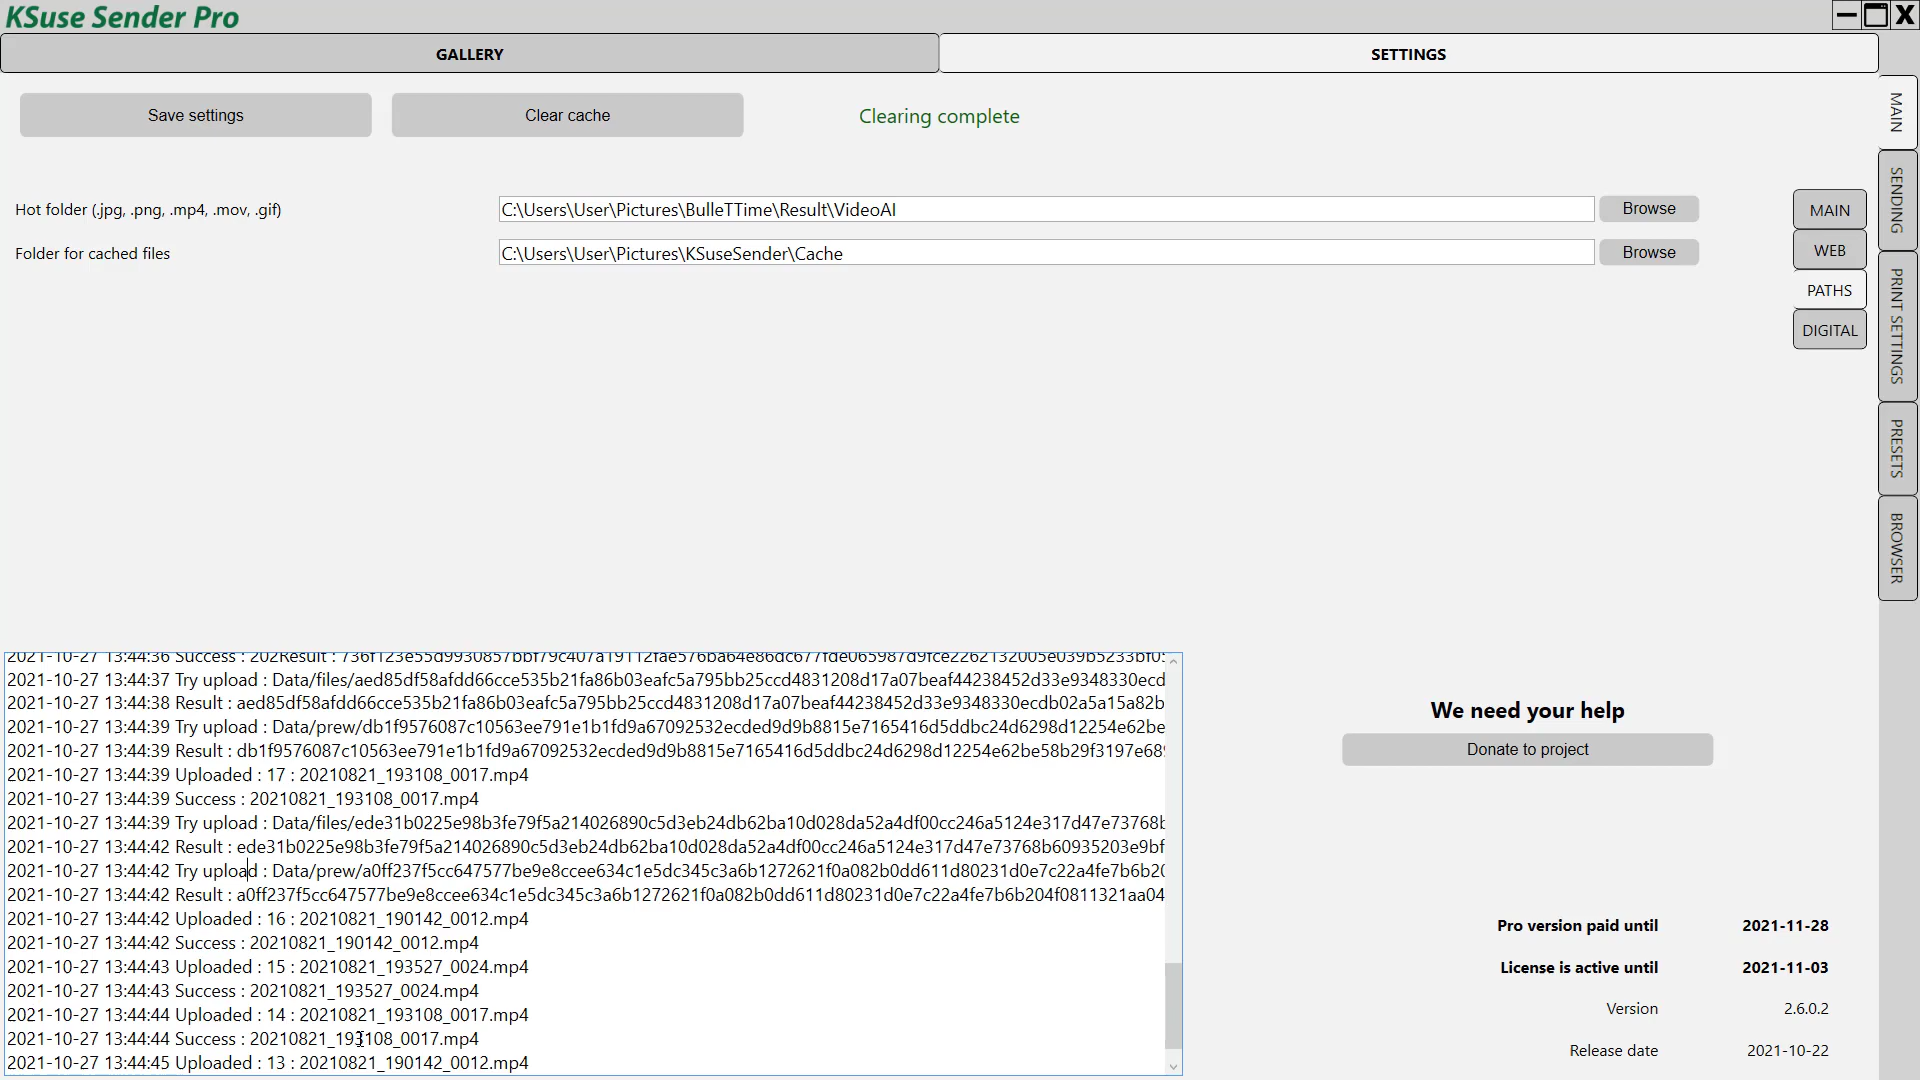 KSuse Sender Pro
GALLERY
SETTINGS
Save settings
Clear cache
Clearing complete
Hot folder (.jpg, .png, .mp4, .mov, .gif)
C:\Users\User\Pictures\BulleTTime\Result\VideoAI
Browse
Folder for cached files
C:\Users\User\Pictures\KSuseSender\Cache
Browse
MAIN
WEB
PATHS
DIGITAL
MAIN
SENDING
PRINT SETTINGS
PRESETS
BROWSER
2021-10-27 13:44:36 Success : 202Result : 736f123e55d9930857bbf79c407a19112fae576ba64e86dc677fde065987d9fce2262132005e039b5233bf0
2021-10-27 13:44:37 Try upload : Data/files/aed85df58afdd66cce535b21fa86b03eafc5a795bb25ccd4831208d17a07beaf44238452d33e9348330ecd
2021-10-27 13:44:38 Result : aed85df58afdd66cce535b21fa86b03eafc5a795bb25ccd4831208d17a07beaf44238452d33e9348330ecdb02a5a15a82b
2021-10-27 13:44:39 Try upload : Data/prew/db1f9576087c10563ee791e1b1fd9a67092532ecded9d9b8815e7165416d5ddbc24d6298d12254e62be
2021-10-27 13:44:39 Result : db1f9576087c10563ee791e1b1fd9a67092532ecded9d9b8815e7165416d5ddbc24d6298d12254e62be58b29f3197e689
2021-10-27 13:44:39 Uploaded : 17 : 20210821_193108_0017.mp4
2021-10-27 13:44:39 Success : 20210821_193108_0017.mp4
2021-10-27 13:44:39 Try upload : Data/files/ede31b0225e98b3fe79f5a214026890c5d3eb24db62ba10d028da52a4df00cc246a5124e317d47e73768b
2021-10-27 13:44:42 Result : ede31b0225e98b3fe79f5a214026890c5d3eb24db62ba10d028da52a4df00cc246a5124e317d47e73768b60935203e9bf
2021-10-27 13:44:42 Try upload : Data/prew/a0ff237f5cc647577be9e8ccee634c1e5dc345c3a6b1272621f0a082b0dd611d80231d0e7c22a4fe7b6b20
2021-10-27 13:44:42 Result : a0ff237f5cc647577be9e8ccee634c1e5dc345c3a6b1272621f0a082b0dd611d80231d0e7c22a4fe7b6b204f0811321aa04
2021-10-27 13:44:42 Uploaded : 16 : 20210821_190142_0012.mp4
2021-10-27 13:44:42 Success : 20210821_190142_0012.mp4
2021-10-27 13:44:43 Uploaded : 15 : 20210821_193527_0024.mp4
2021-10-27 13:44:43 Success : 20210821_193527_0024.mp4
2021-10-27 13:44:44 Uploaded : 14 : 20210821_193108_0017.mp4
2021-10-27 13:44:44 Success : 20210821_193108_0017.mp4
2021-10-27 13:44:45 Uploaded : 13 : 20210821_190142_0012.mp4
We need your help
Donate to project
Pro version paid until 2021-11-28
License is active until 2021-11-03
Version 2.6.0.2
Release date 2021-10-22